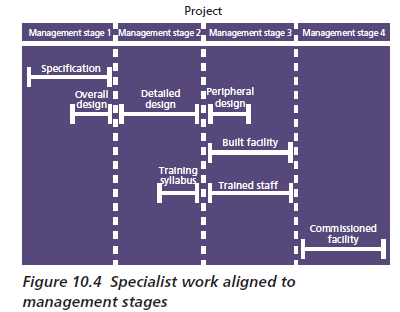 Project
Management stage 1 Management stage 2 Management stage 3 Management stage 4
Specification
Overall
design
Detailed
design
Peripheral
design
Built facility
Training
syllabus
Trained staff
Commissioned
facility
Figure 10.4 Specialist work aligned to
management stages